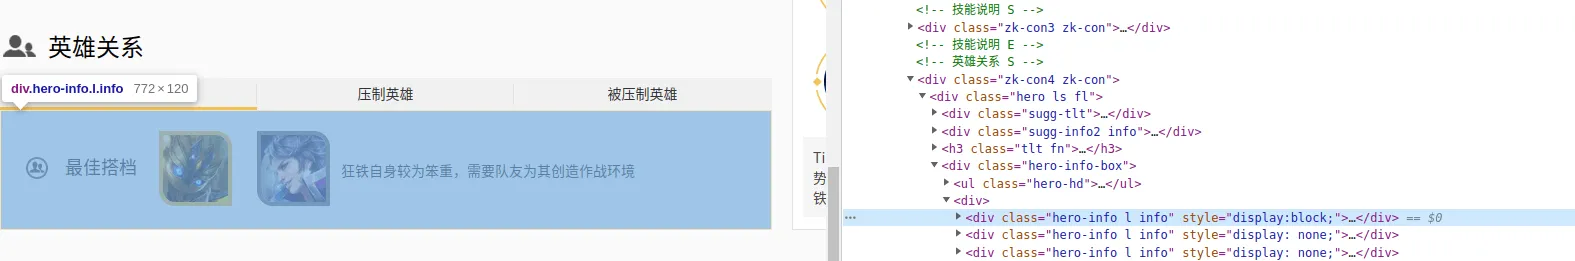 英雄关系
div.hero-info.l.info 772×120
压制英雄
被压制英雄
最佳搭档
狂铁自身较为笨重，需要队友为其创造作战环境
Ti
势
铁
<!-- 技能说明 S -->
<div class="zk-con3 zk-con">…</div>
<!-- 技能说明 E -->
<!-- 英雄关系 S -->
<div class="zk-con4 zk-con">
<div class="hero ls fl">
<div class="sugg-tlt">…</div>
<div class="sugg-info2 info">…</div>
<h3 class="tlt fn">…</h3>
<div class="hero-info-box">
<ul class="hero-hd">…</ul>
<div>
<div class="hero-info l info" style="display:block;">…</div> == $0
<div class="hero-info l info" style="display: none;">…</div>
<div class="hero-info l info" style="display: none;">…</div>